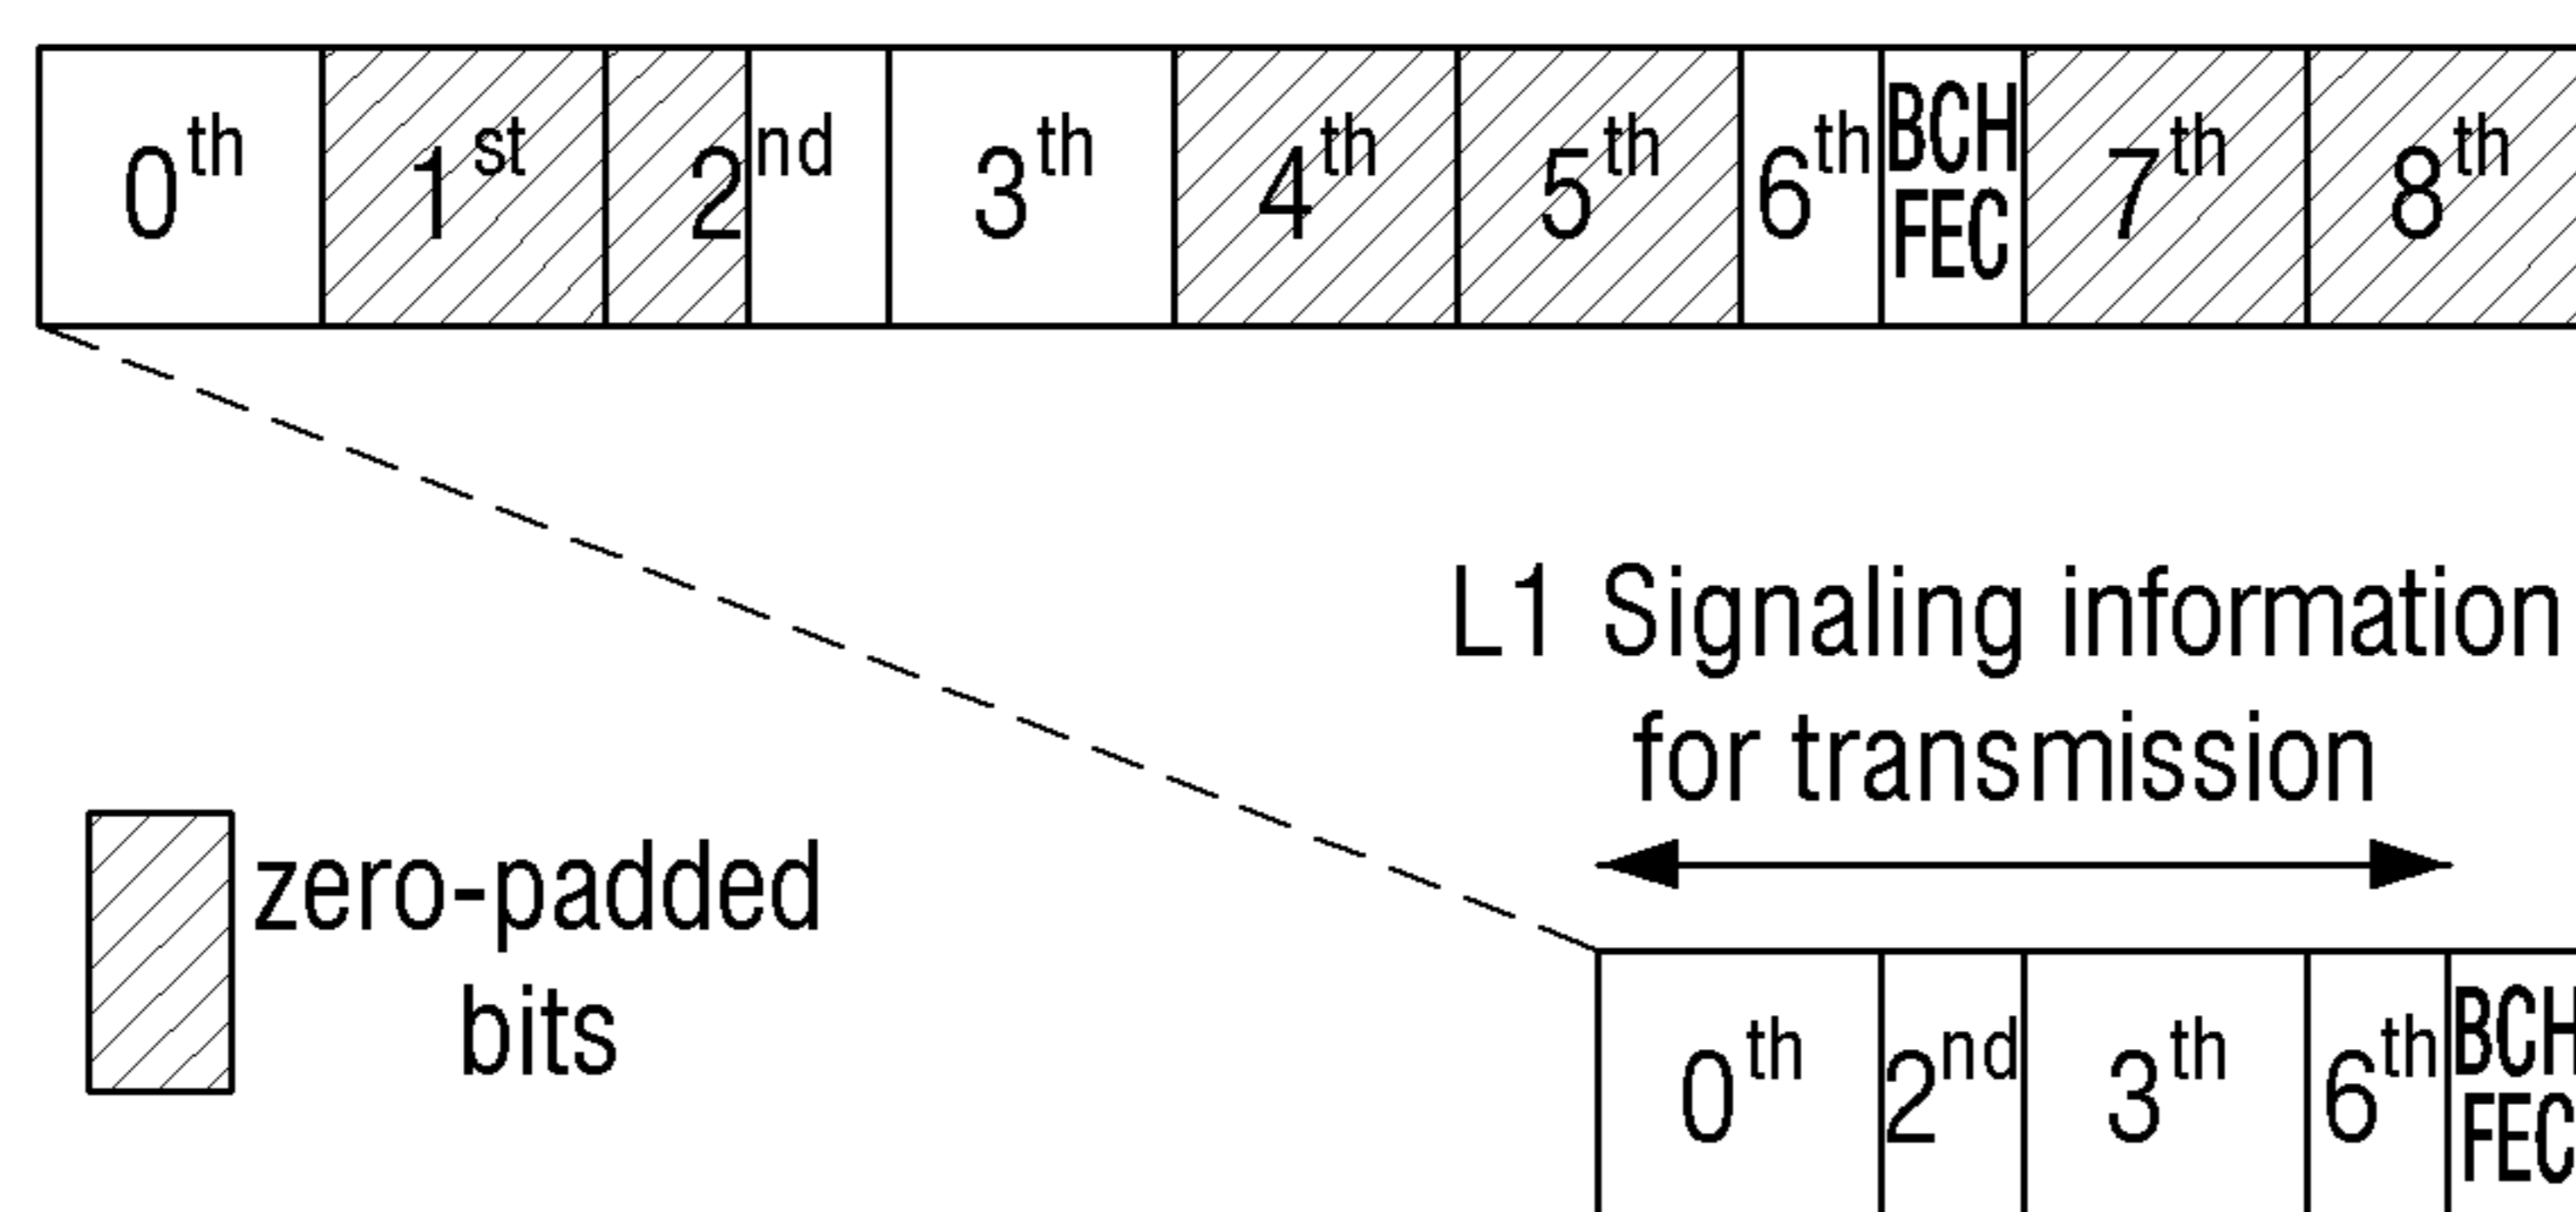 0th 1st 2nd 3th 4th 5th 6th BCH FEC 7th 8th
L1 Signaling information
for transmission
zero-padded
bits
0th 2nd 3th 6th BCH FEC